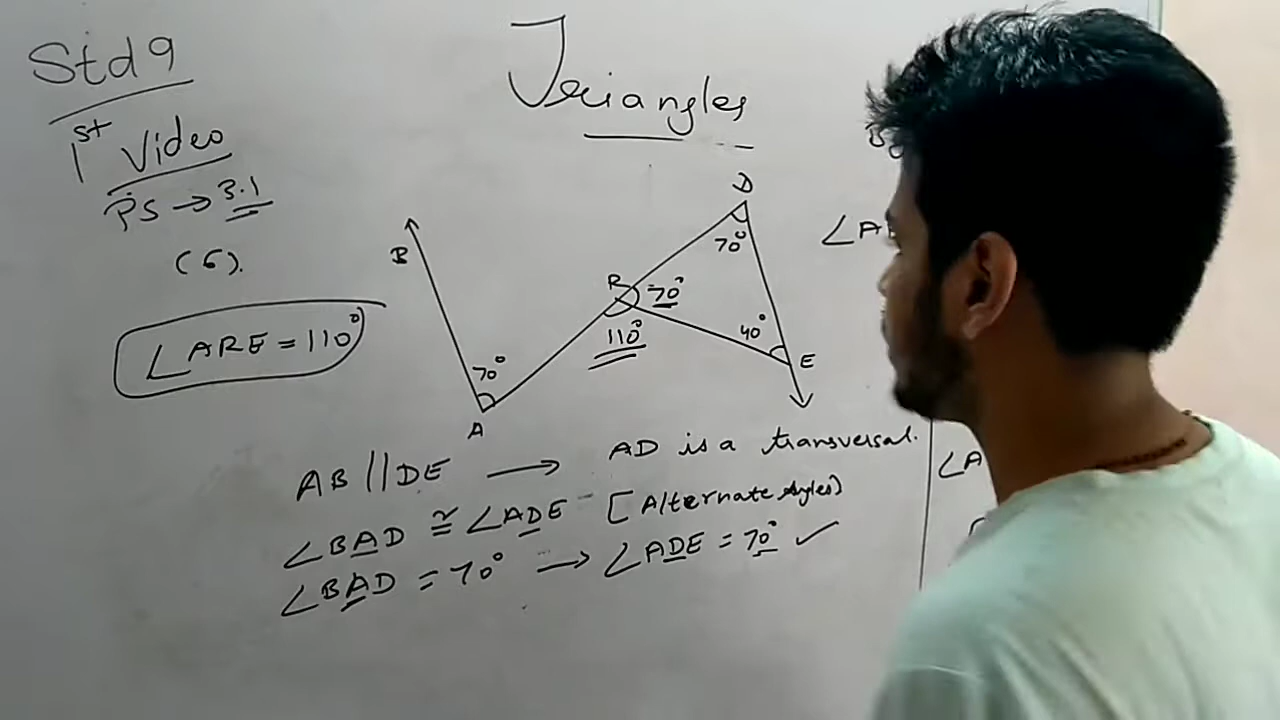 Std 9
1st Video
PS → 3.1
(6).
Triangles
∠ARE = 110°
B
70°
A
R
70°
110°
D
70°
40°
E
AB || DE → AD is a transversal.
∠BAD ≅ ∠ADE [Alternate Angles)
∠BAD = 70° → ∠ADE = 70° ✓
∠A
∠A